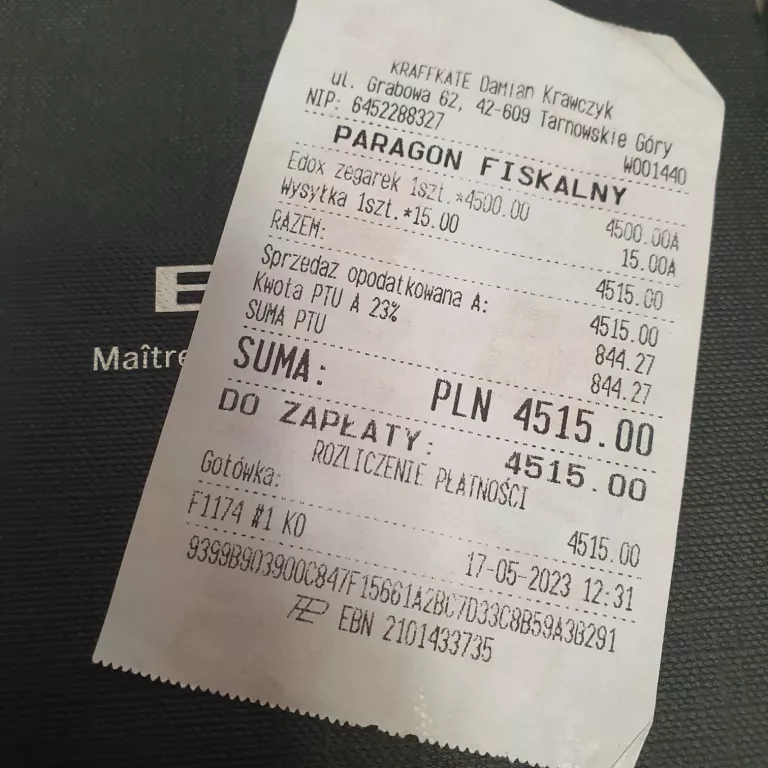 KRAFFKATE Damian Krawczyk
ul. Grabowa 62, 42-609 Tarnowskie Góry
NIP: 6452288327 W001440
PARAGON FISKALNY
Edox zegarek 1szt.*4500.00 4500.00A
Wysyłka 1szt.*15.00 15.00A
RAZEM: 4515.00
Sprzedaż opodatkowana A: 4515.00
Kwota PTU A 23% 844.27
SUMA PTU 844.27
SUMA: PLN 4515.00
DO ZAPŁATY: 4515.00
ROZLICZENIE PŁATNOŚCI
Gotówka: 4515.00
F1174 #1 KO 17-05-2023 12:31
9399B903900C847F15661A2BC7D33C8B59A3B291
EBN 2101433735
E
Maître